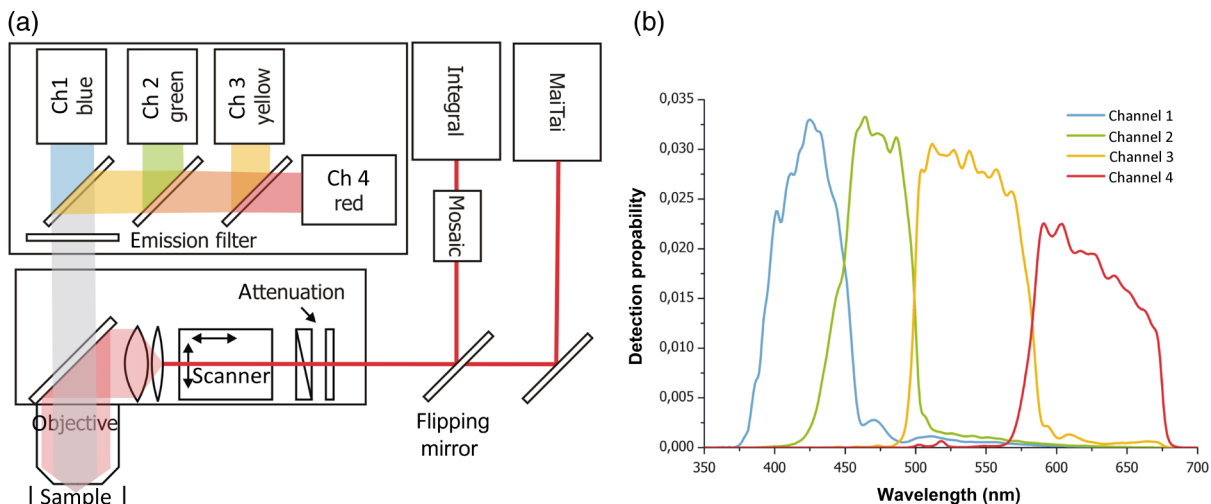 (a)
Ch1
blue
Ch 2
green
Ch 3
yellow
Ch 4
red
Emission filter
Integral
MaiTai
Mosaic
Attenuation
Scanner
Objective
Flipping
mirror
Sample
(b)
0,035
0,030
0,025
0,020
0,015
0,010
0,005
0,000
Detection propability
Channel 1
Channel 2
Channel 3
Channel 4
350 400 450 500 550 600 650 700
Wavelength (nm)